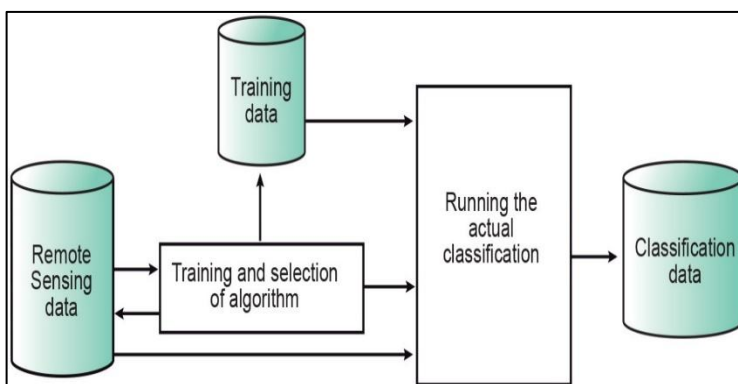 Training
data
Remote
Sensing
data
Training and selection
of algorithm
Running the
actual
classification
Classification
data